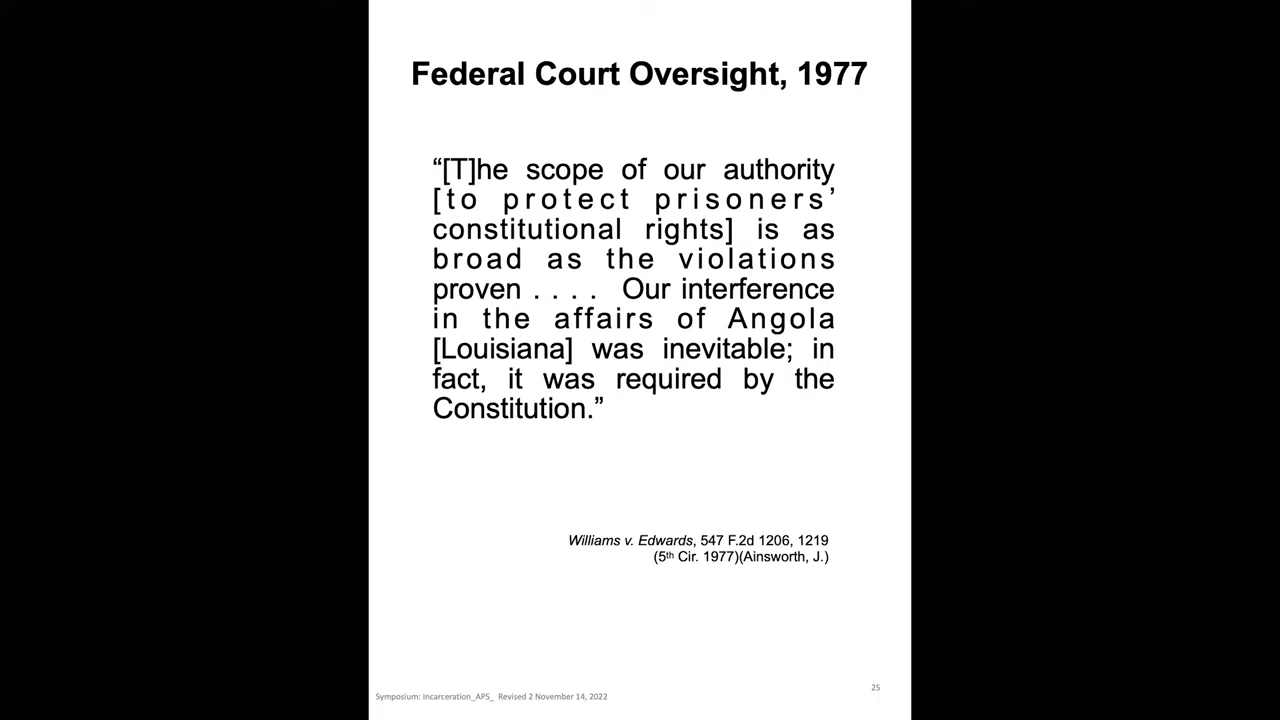 Federal Court Oversight, 1977
“[T]he scope of our authority
[to protect prisoners’
constitutional rights] is as
broad as the violations
proven . . . . Our interference
in the affairs of Angola
[Louisiana] was inevitable; in
fact, it was required by the
Constitution.”
Williams v. Edwards, 547 F.2d 1206, 1219
(5th Cir. 1977)(Ainsworth, J.)
25
Symposium: Incarceration_APS_ Revised 2 November 14, 2022